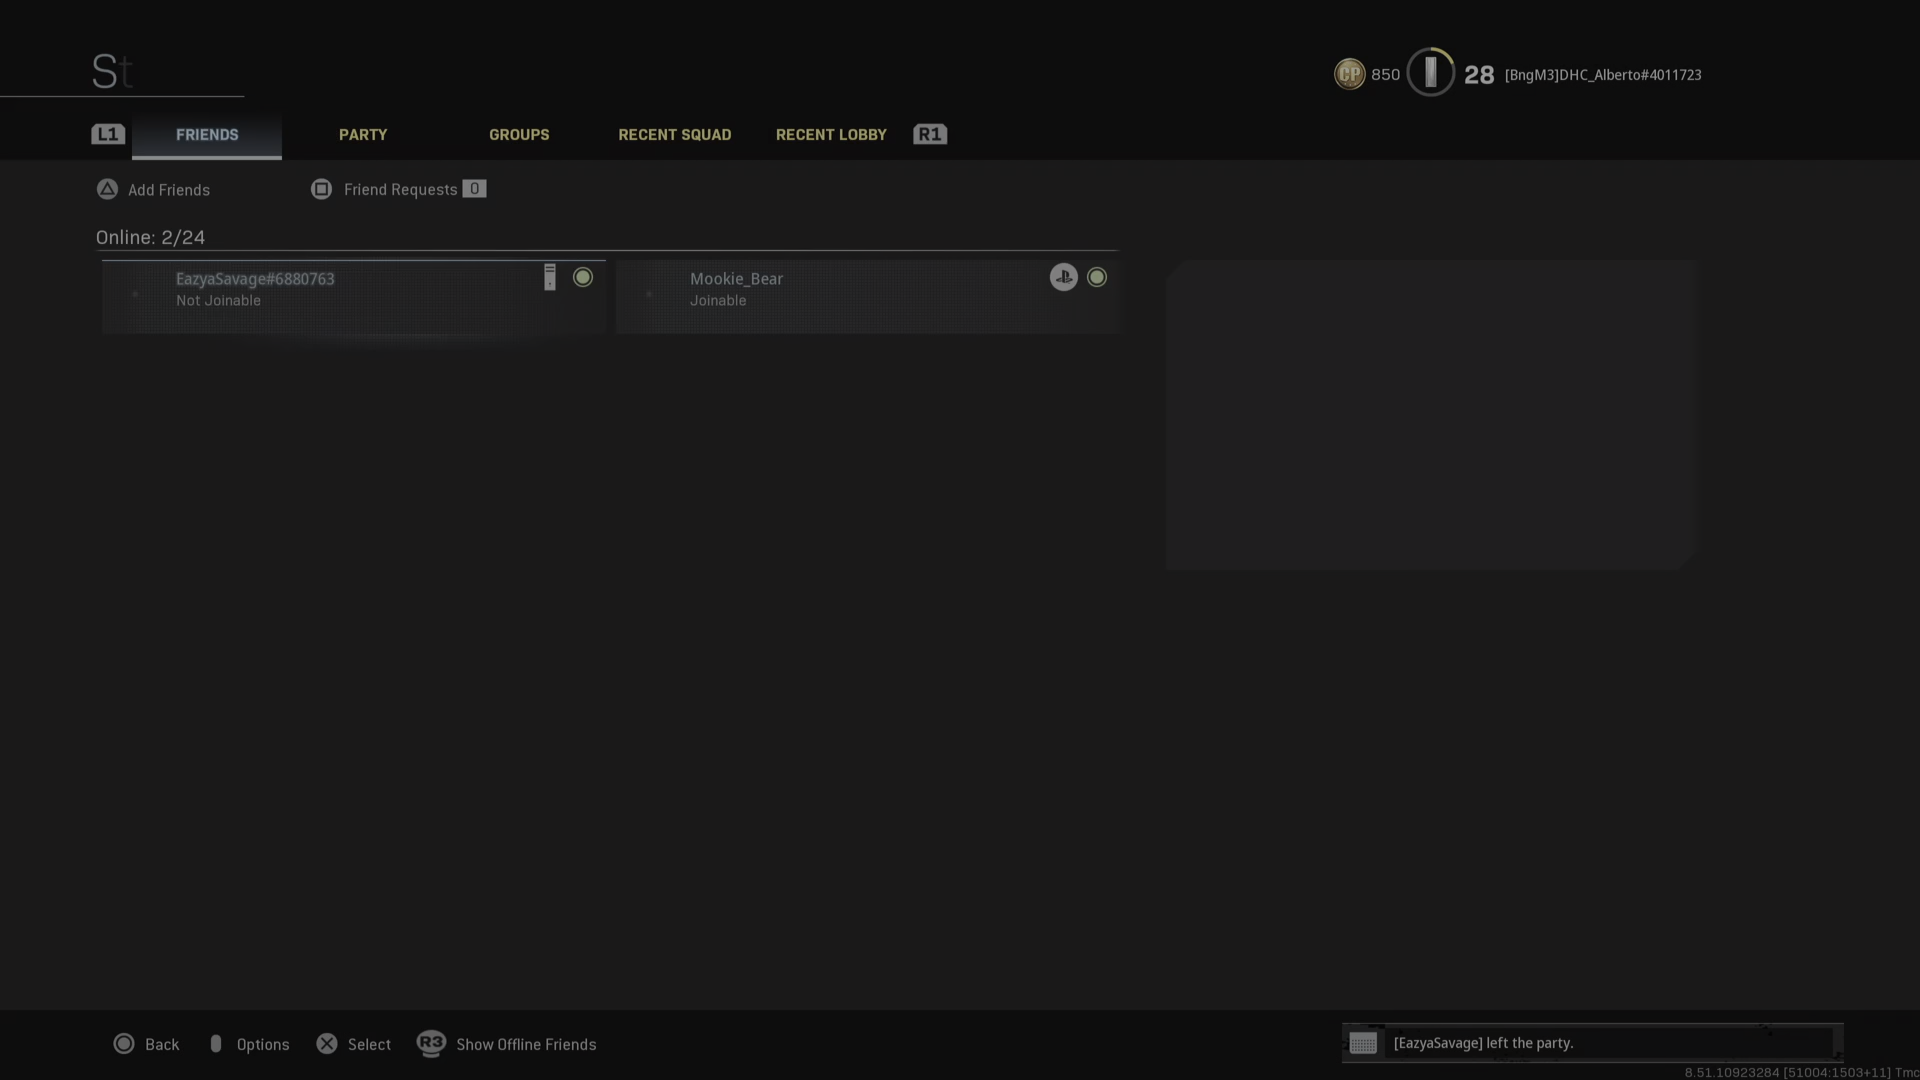 St
CP 850 28 [BngM3]DHC_Alberto#4011723
L1 FRIENDS PARTY GROUPS RECENT SQUAD RECENT LOBBY R1
Add Friends Friend Requests 0
Online: 2/24
EazyaSavage#6880763
Not Joinable
Mookie_Bear
Joinable
Back Options Select R3 Show Offline Friends
[EazyaSavage] left the party.
8.51.10923284 [51004:1503+11] Tmc